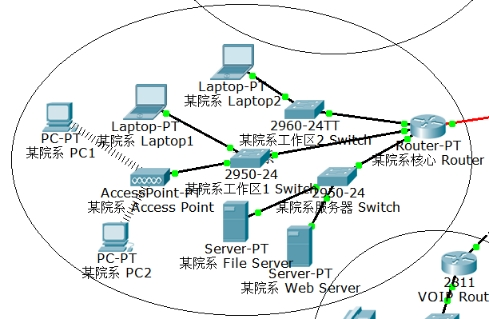 Laptop-PT
某院系 Laptop2
PC-PT
某院系 PC1
Laptop-PT
某院系 Laptop1
2960-24TT
某院系工作区2 Switch
Router-PT
某院系核心 Router
2950-24
某院系工作区1 Switch
AccessPoint-PT
某院系 Access Point
2950-24
某院系服务器 Switch
PC-PT
某院系 PC2
Server-PT
某院系 File Server
Server-PT
某院系 Web Server
2811
VOIP Rout